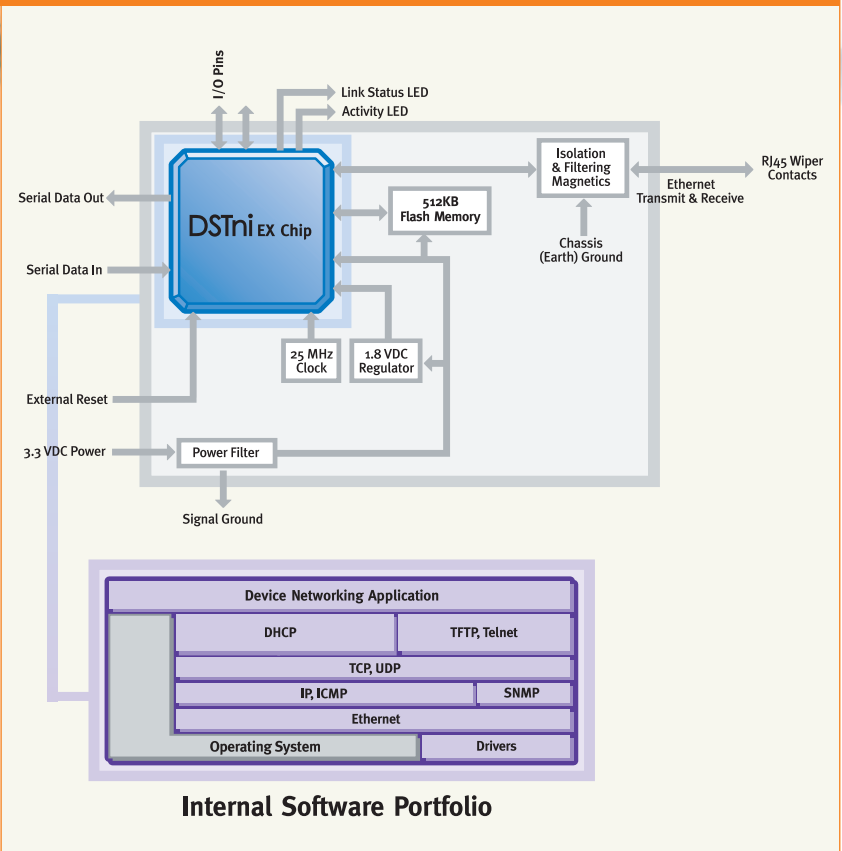 I/O Pins
Link Status LED
Activity LED
Isolation
& Filtering
Magnetics
RJ45 Wiper
Contacts
Ethernet
Transmit & Receive
Serial Data Out
512KB
Flash Memory
DSTni EX Chip
Chassis
(Earth) Ground
Serial Data In
25 MHz
Clock
1.8 VDC
Regulator
External Reset
3.3 VDC Power
Power Filter
Signal Ground
Device Networking Application
DHCP
TFTP, Telnet
TCP, UDP
IP, ICMP
SNMP
Ethernet
Operating System
Drivers
Internal Software Portfolio